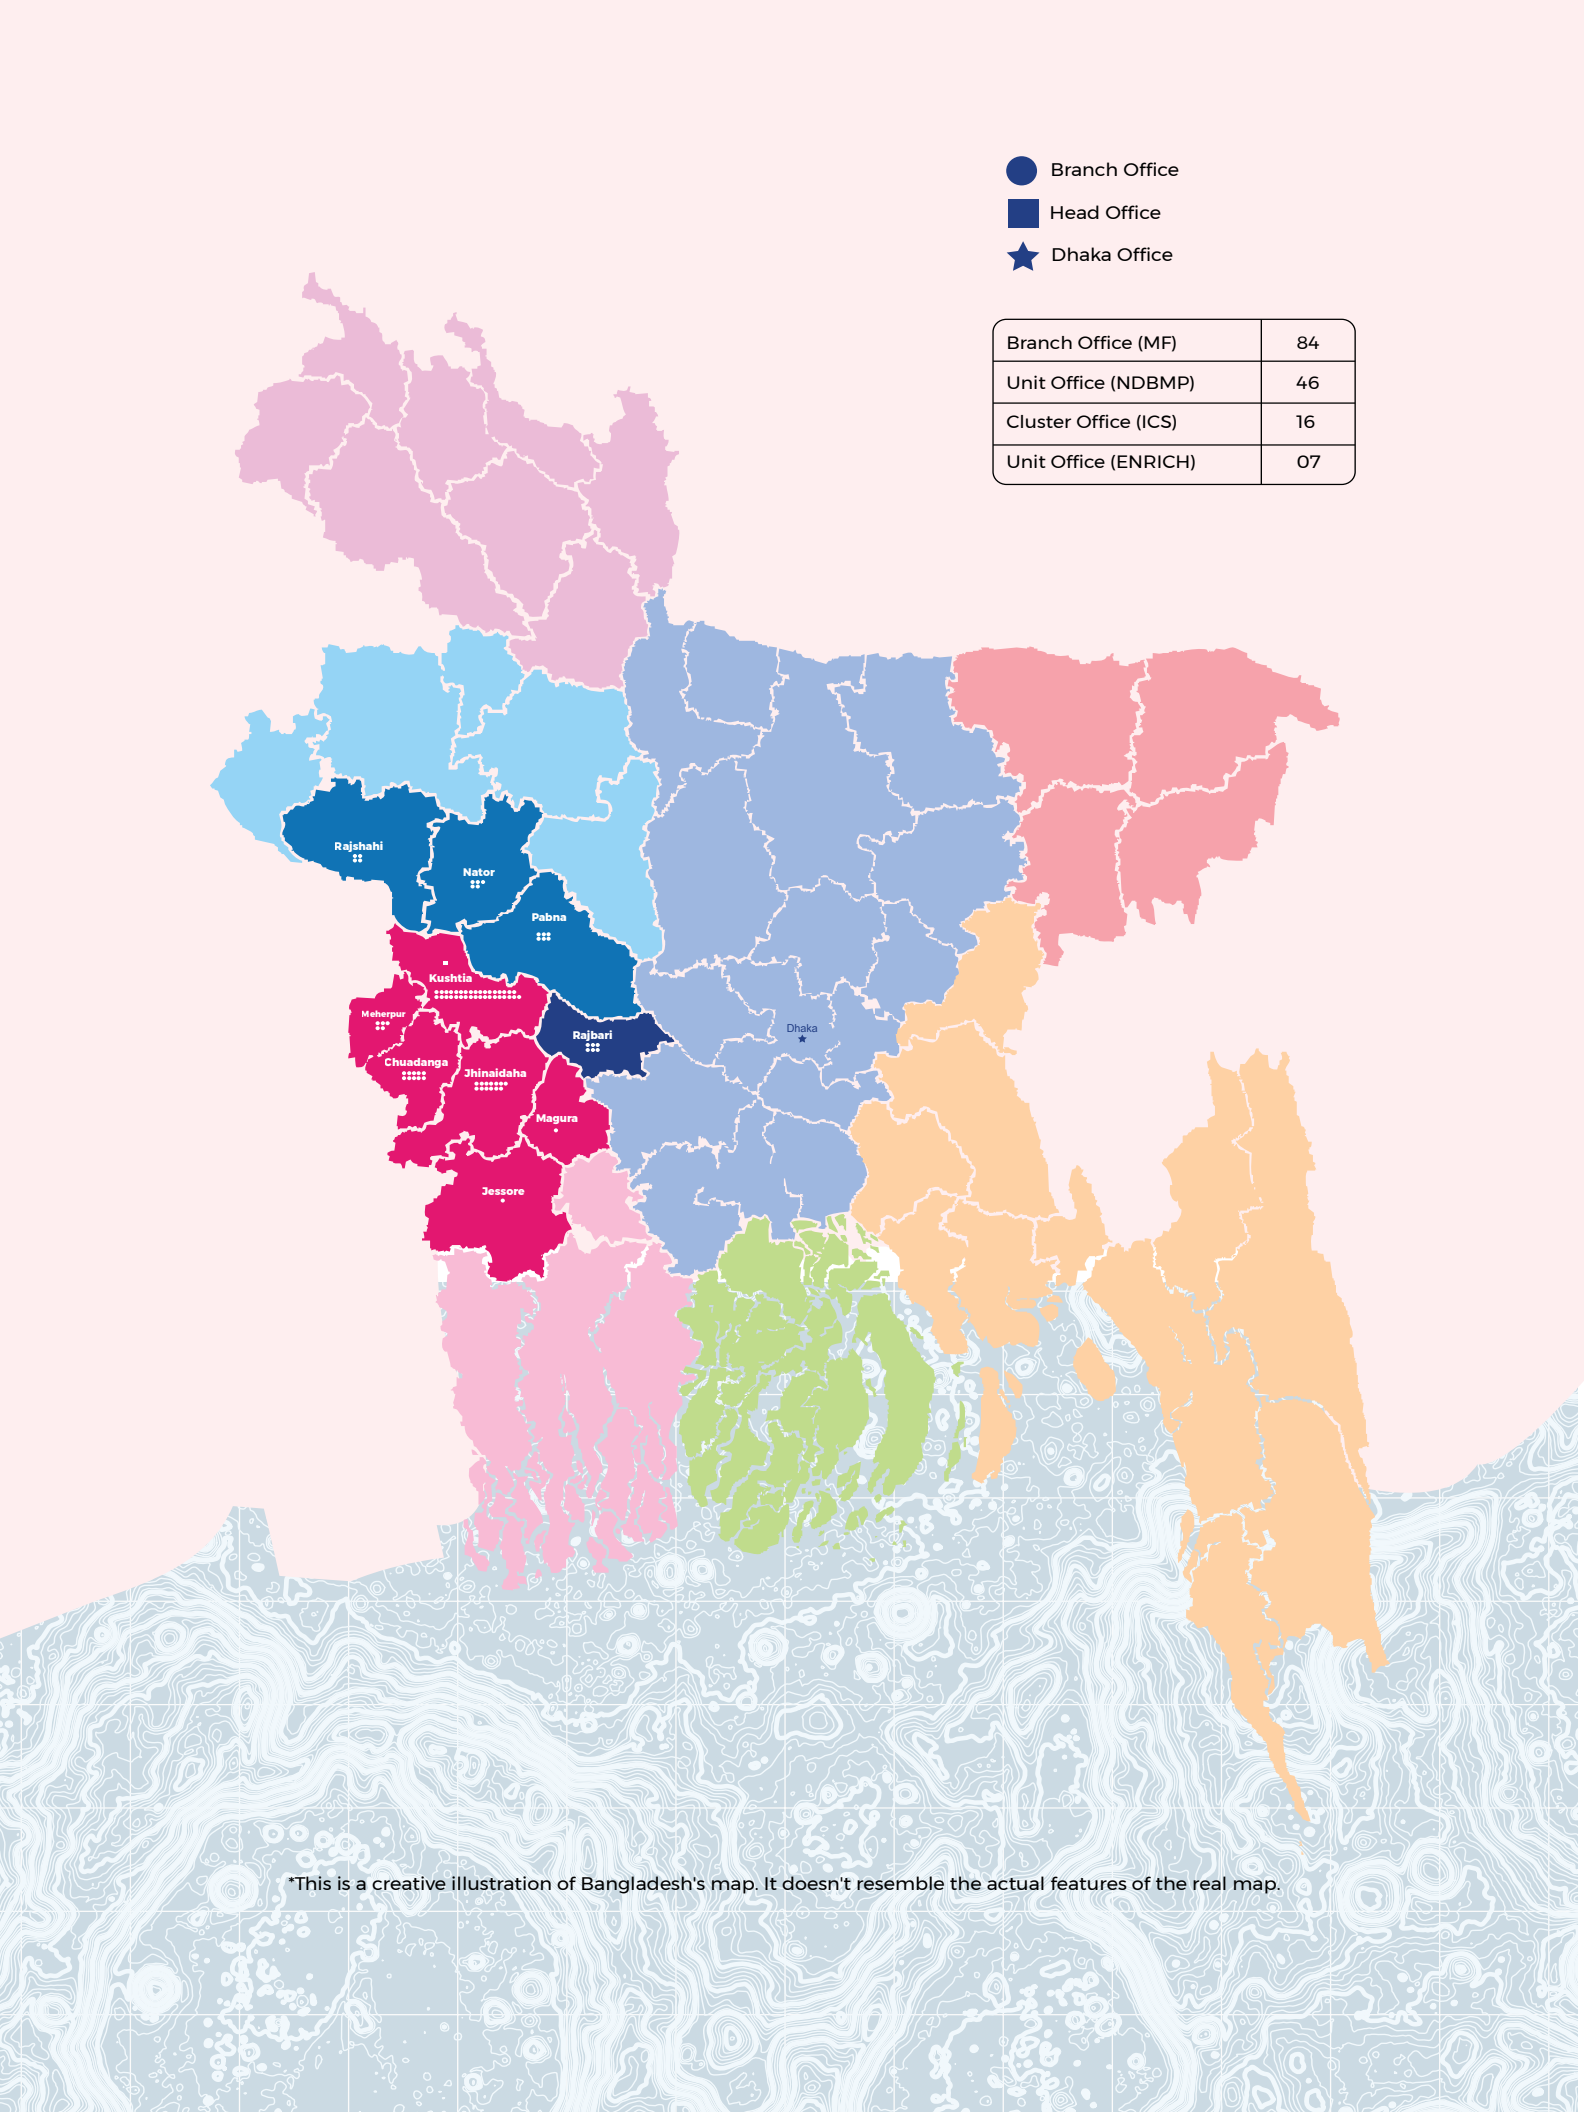 Branch Office
Head Office
Dhaka Office
Branch Office (MF) 84
Unit Office (NDBMP) 46
Cluster Office (ICS) 16
Unit Office (ENRICH) 07
Rajshahi
Nator
Pabna
Kushtia
Meherpur
Dhaka
Rajbari
Chuadanga
Jhinaidaha
Magura
Jessore
*This is a creative illustration of Bangladesh's map. It doesn't resemble the actual features of the real map.